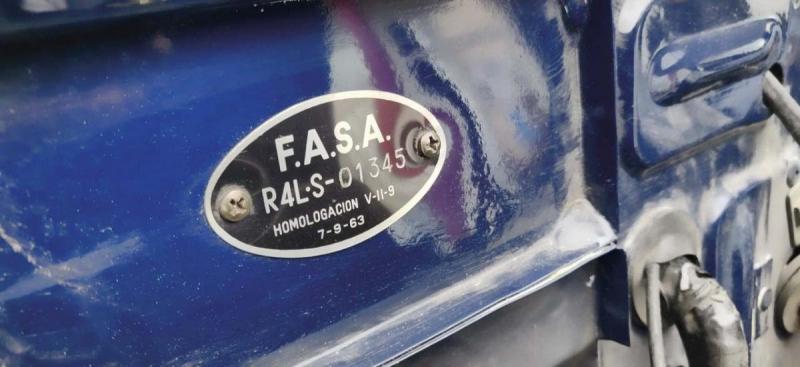 F.A.S.A.
R4L·S-01345
HOMOLOGACION V-II-9
7-9-63